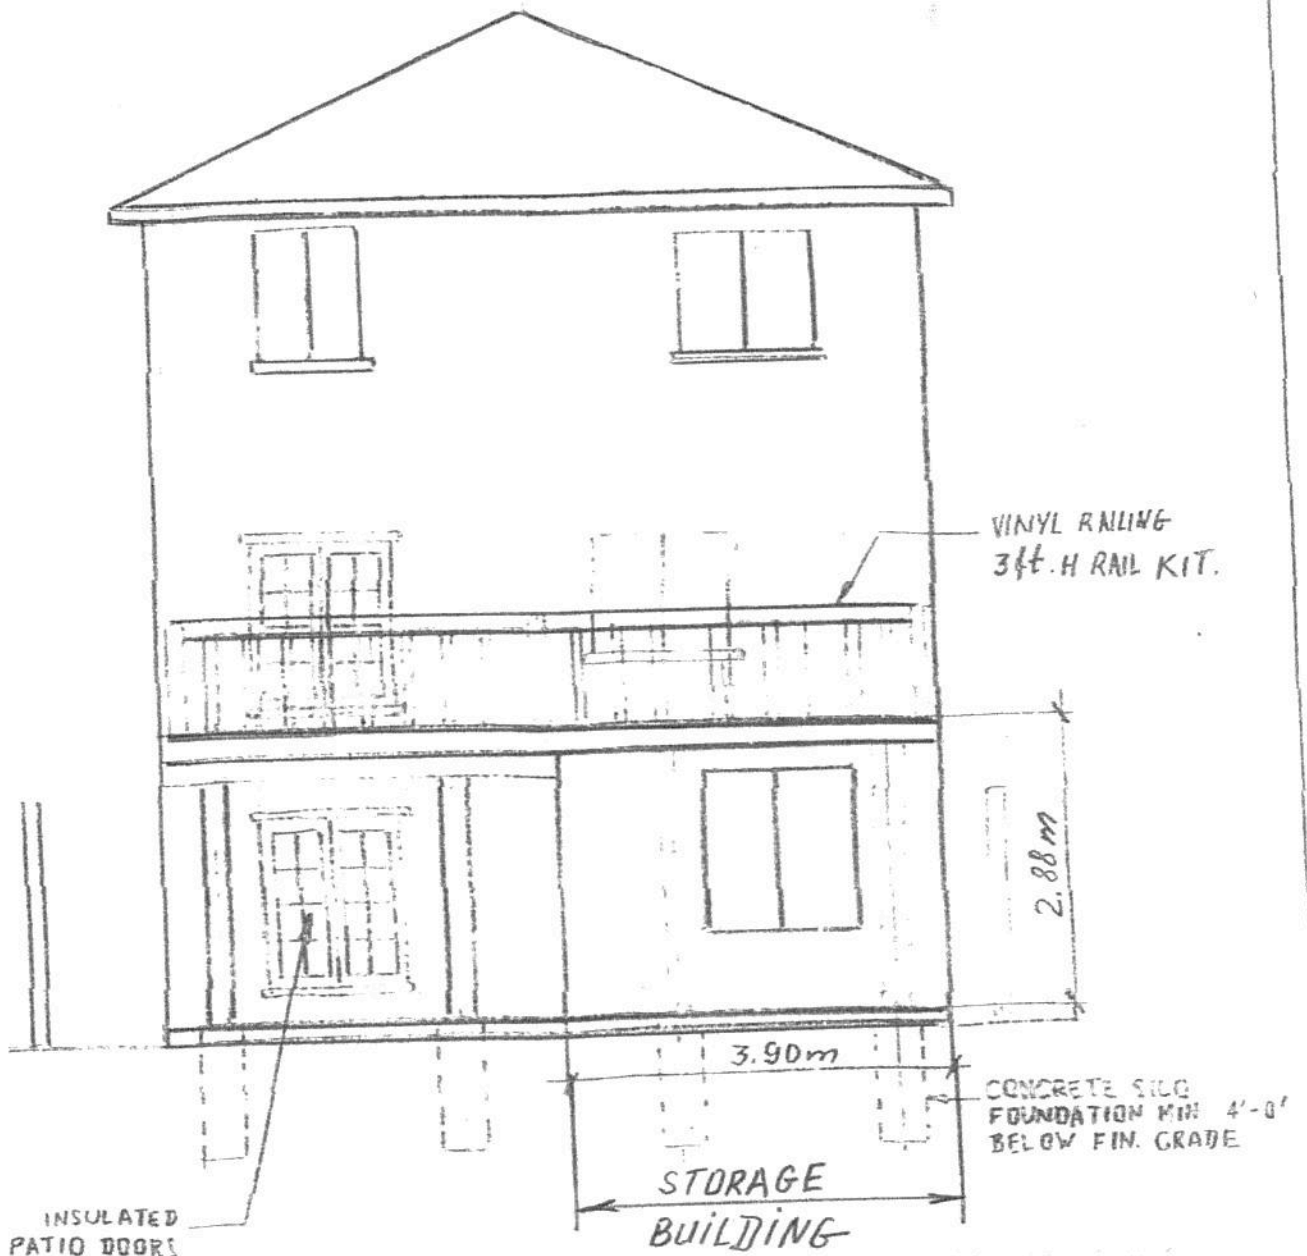 VINYL RAILING
3ft. H RAIL KIT.
2.88m
3.90m
CONCRETE SILO
FOUNDATION MIN 4'-0'
BELOW FIN. GRADE
STORAGE
BUILDING
INSULATED
PATIO DOORS